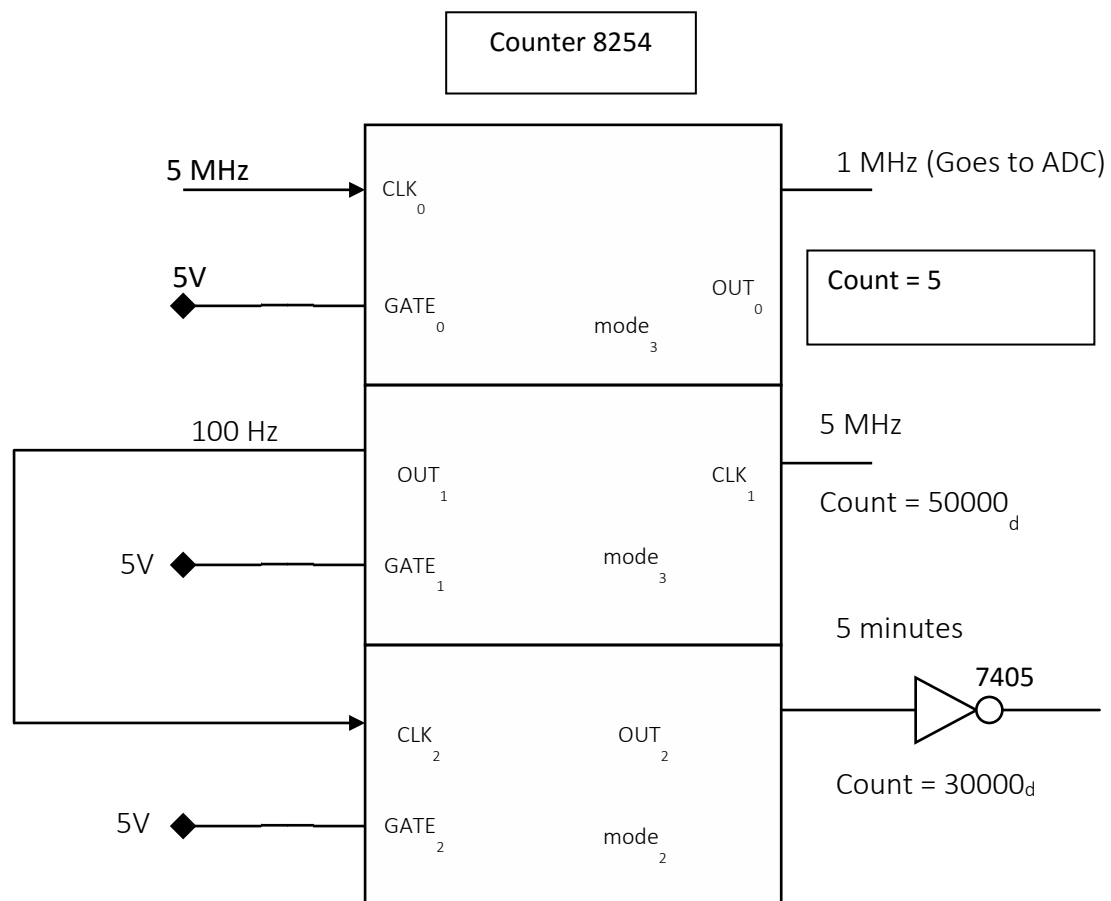 Counter 8254
5 MHz
1 MHz (Goes to ADC)
CLK0
5V
Count = 5
GATE0
OUT0
mode3
100 Hz
5 MHz
OUT1
CLK1
Count = 50000d
5V
GATE1
mode3
5 minutes
7405
CLK2
OUT2
Count = 30000d
5V
GATE2
mode2